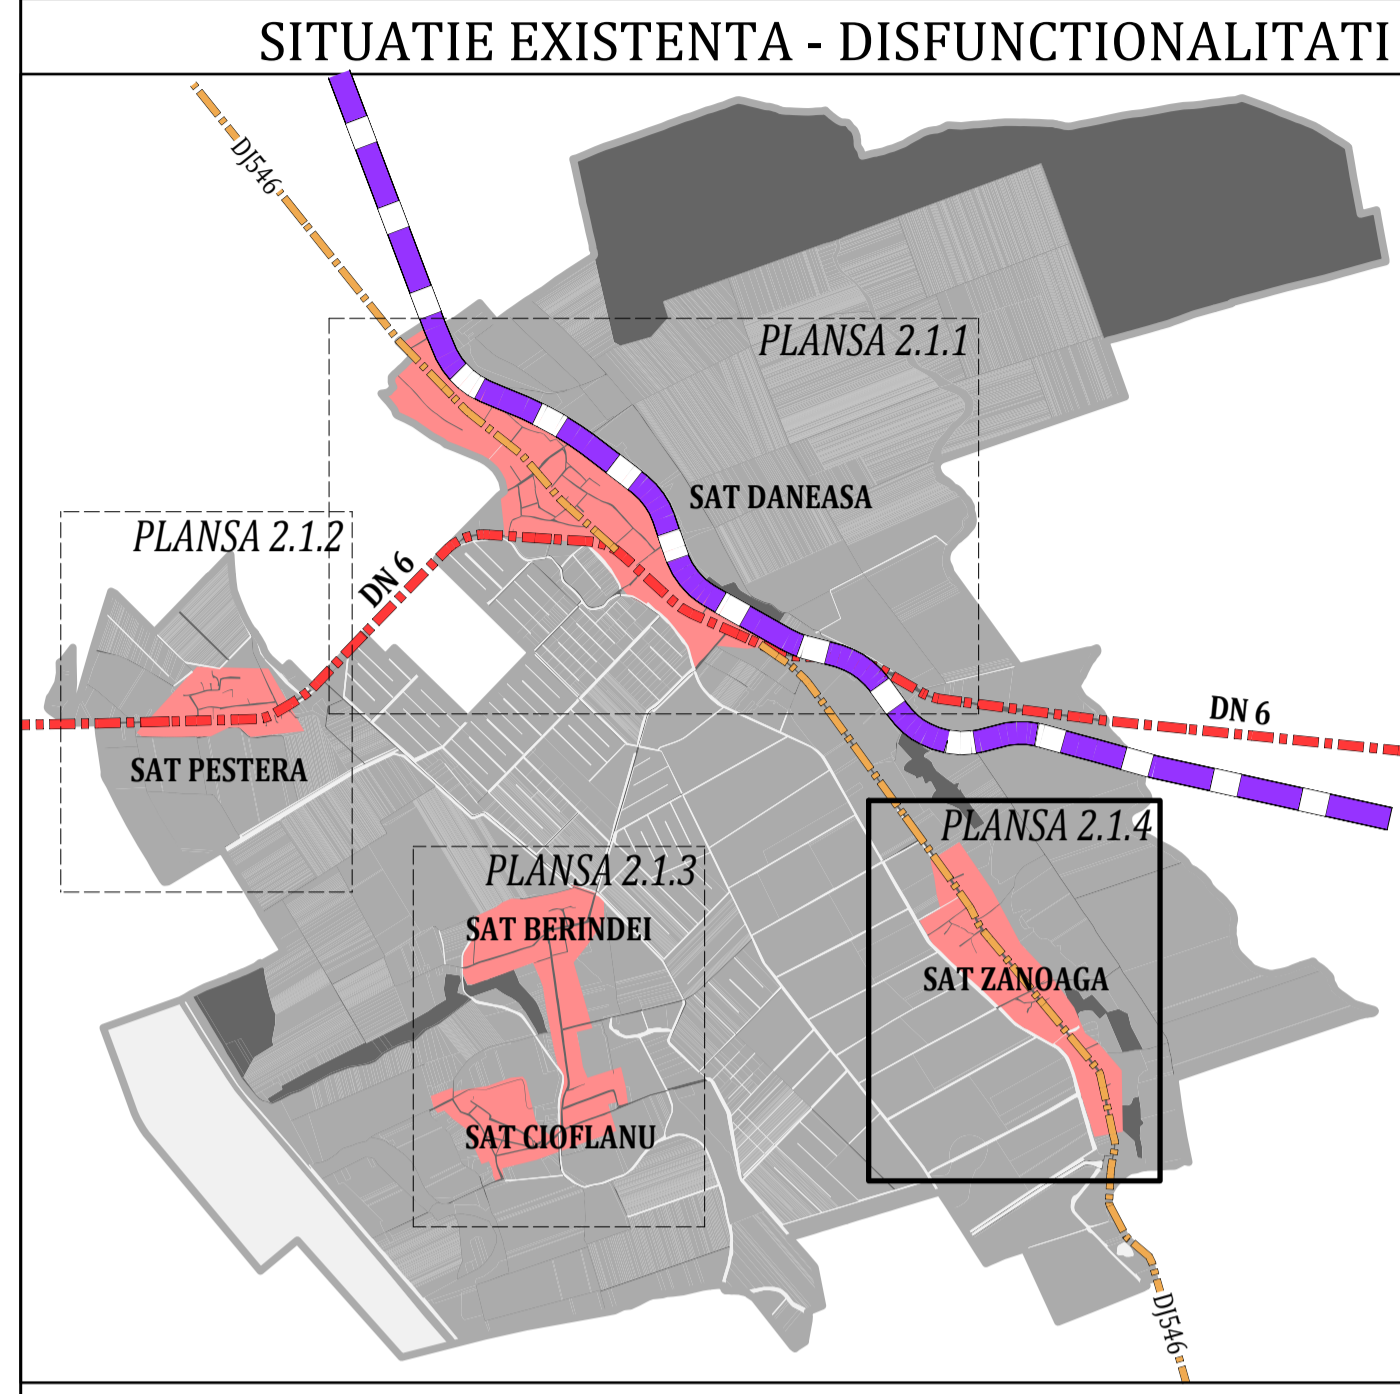 SITUATIE EXISTENTA - DISFUNCTIONALITATI
DJ546
PLANSA 2.1.1
SAT DANEASA
PLANSA 2.1.2
DN 6
DN 6
SAT PESTERA
PLANSA 2.1.4
PLANSA 2.1.3
SAT BERINDEI
SAT ZANOAGA
SAT CIOFLANU
DJ546